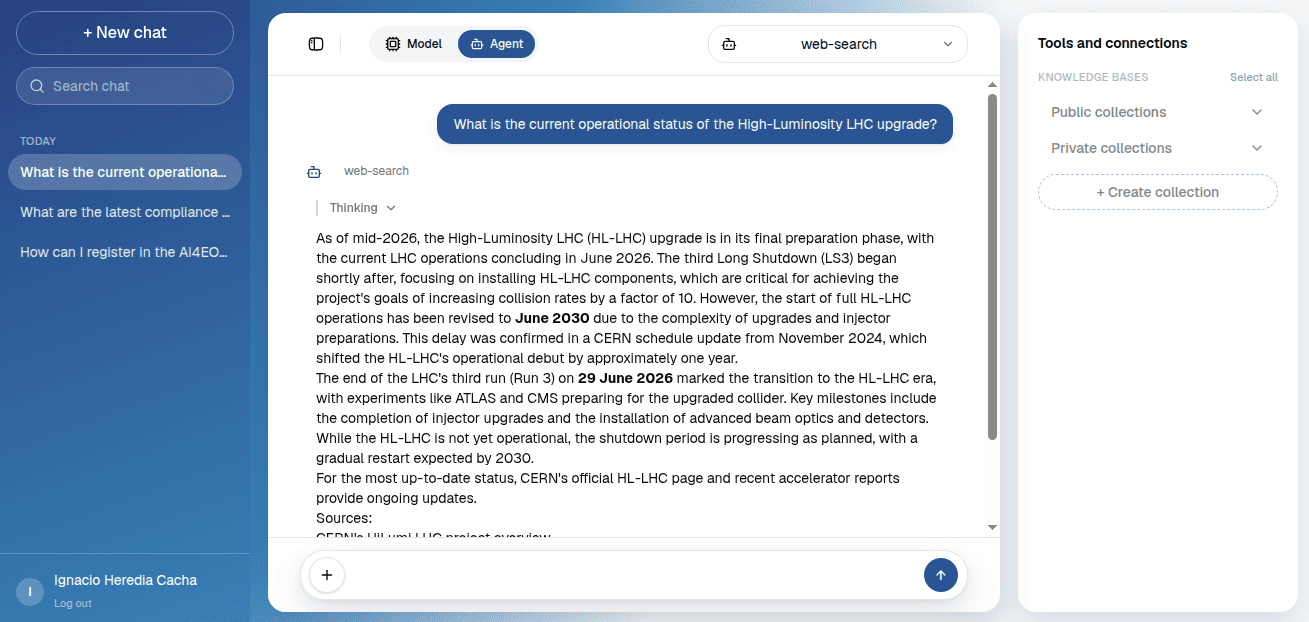 + New chat
Search chat
TODAY
What is the current operationa...
What are the latest compliance ...
How can I register in the AI4EO...
Ignacio Heredia Cacha
I
Log out
Model
Agent
web-search
What is the current operational status of the High-Luminosity LHC upgrade?
web-search
Thinking
As of mid-2026, the High-Luminosity LHC (HL-LHC) upgrade is in its final preparation phase, with
the current LHC operations concluding in June 2026. The third Long Shutdown (LS3) began
shortly after, focusing on installing HL-LHC components, which are critical for achieving the
project's goals of increasing collision rates by a factor of 10. However, the start of full HL-LHC
operations has been revised to June 2030 due to the complexity of upgrades and injector
preparations. This delay was confirmed in a CERN schedule update from November 2024, which
shifted the HL-LHC's operational debut by approximately one year.
The end of the LHC's third run (Run 3) on 29 June 2026 marked the transition to the HL-LHC era,
with experiments like ATLAS and CMS preparing for the upgraded collider. Key milestones include
the completion of injector upgrades and the installation of advanced beam optics and detectors.
While the HL-LHC is not yet operational, the shutdown period is progressing as planned, with a
gradual restart expected by 2030.
For the most up-to-date status, CERN's official HL-LHC page and recent accelerator reports
provide ongoing updates.
Sources:
CERN's HiLumi LHC project overview
Tools and connections
KNOWLEDGE BASES
Select all
Public collections
Private collections
+ Create collection